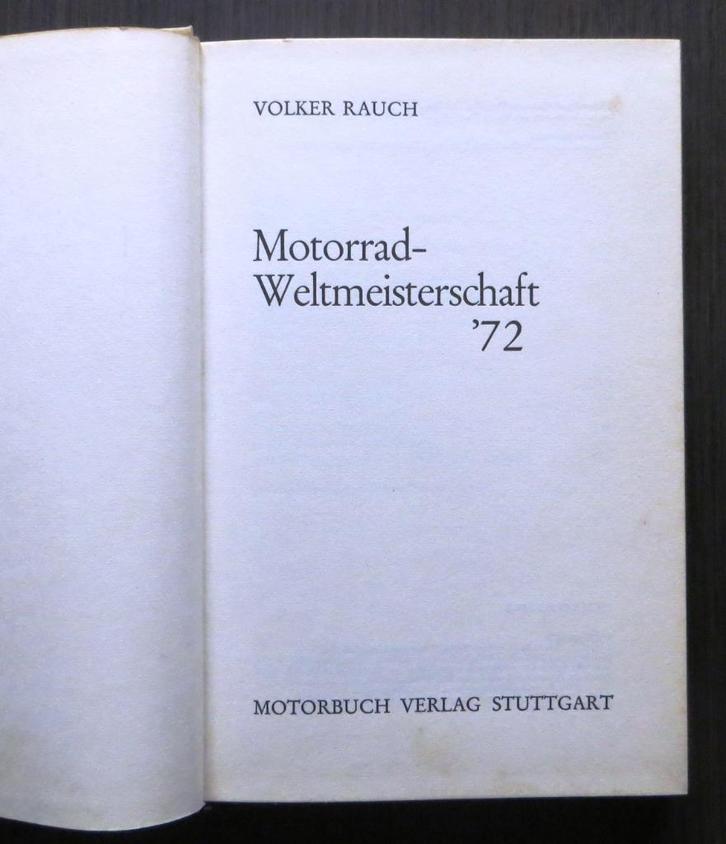 VOLKER RAUCH
Motorrad-
Weltmeisterschaft
’72
MOTORBUCH VERLAG STUTTGART